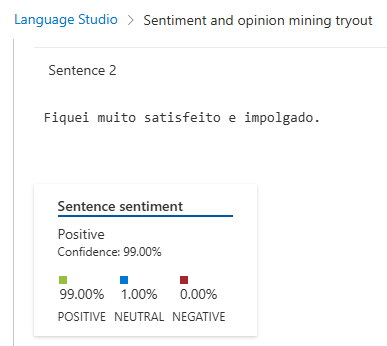 Language Studio > Sentiment and opinion mining tryout
Sentence 2
Fiquei muito satisfeito e impolgado.
Sentence sentiment
Positive
Confidence: 99.00%
99.00% 1.00% 0.00%
POSITIVE NEUTRAL NEGATIVE